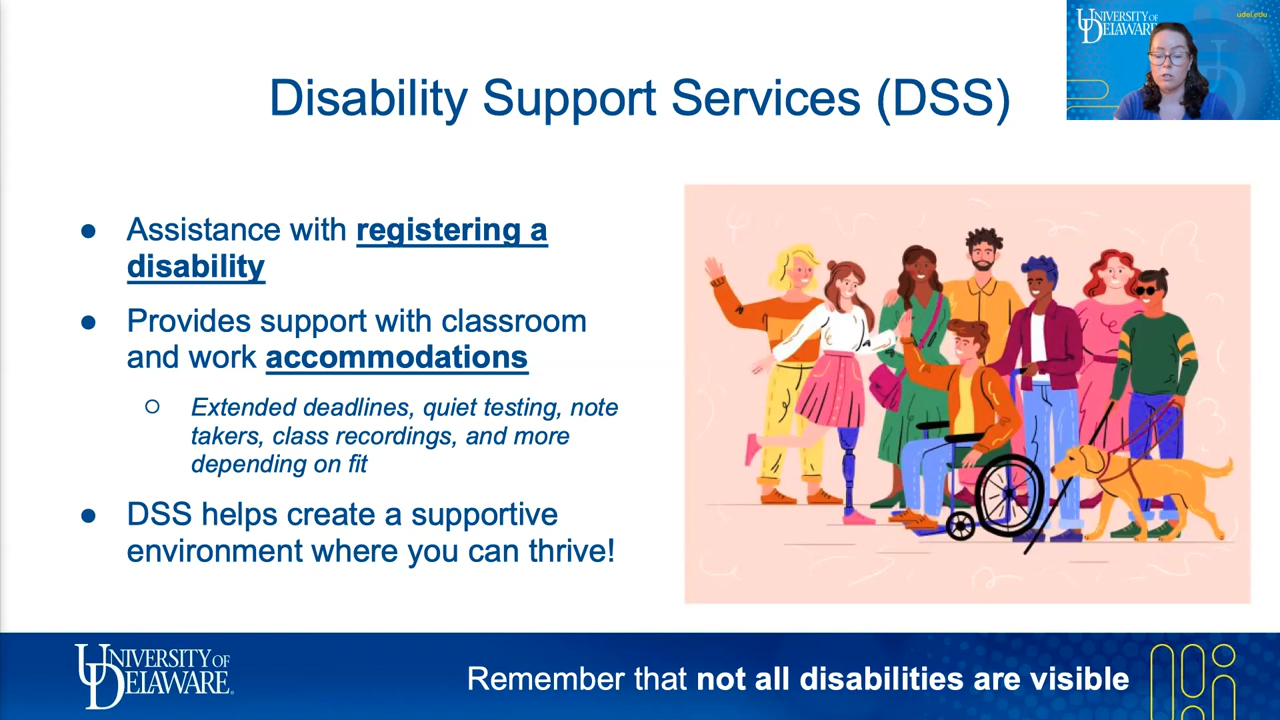 Disability Support Services (DSS)
UNIVERSITY OF
DELAWARE
udel.edu
● Assistance with registering a
disability
● Provides support with classroom
and work accommodations
○ Extended deadlines, quiet testing, note
takers, class recordings, and more
depending on fit
● DSS helps create a supportive
environment where you can thrive!
UNIVERSITY OF
DELAWARE®
Remember that not all disabilities are visible